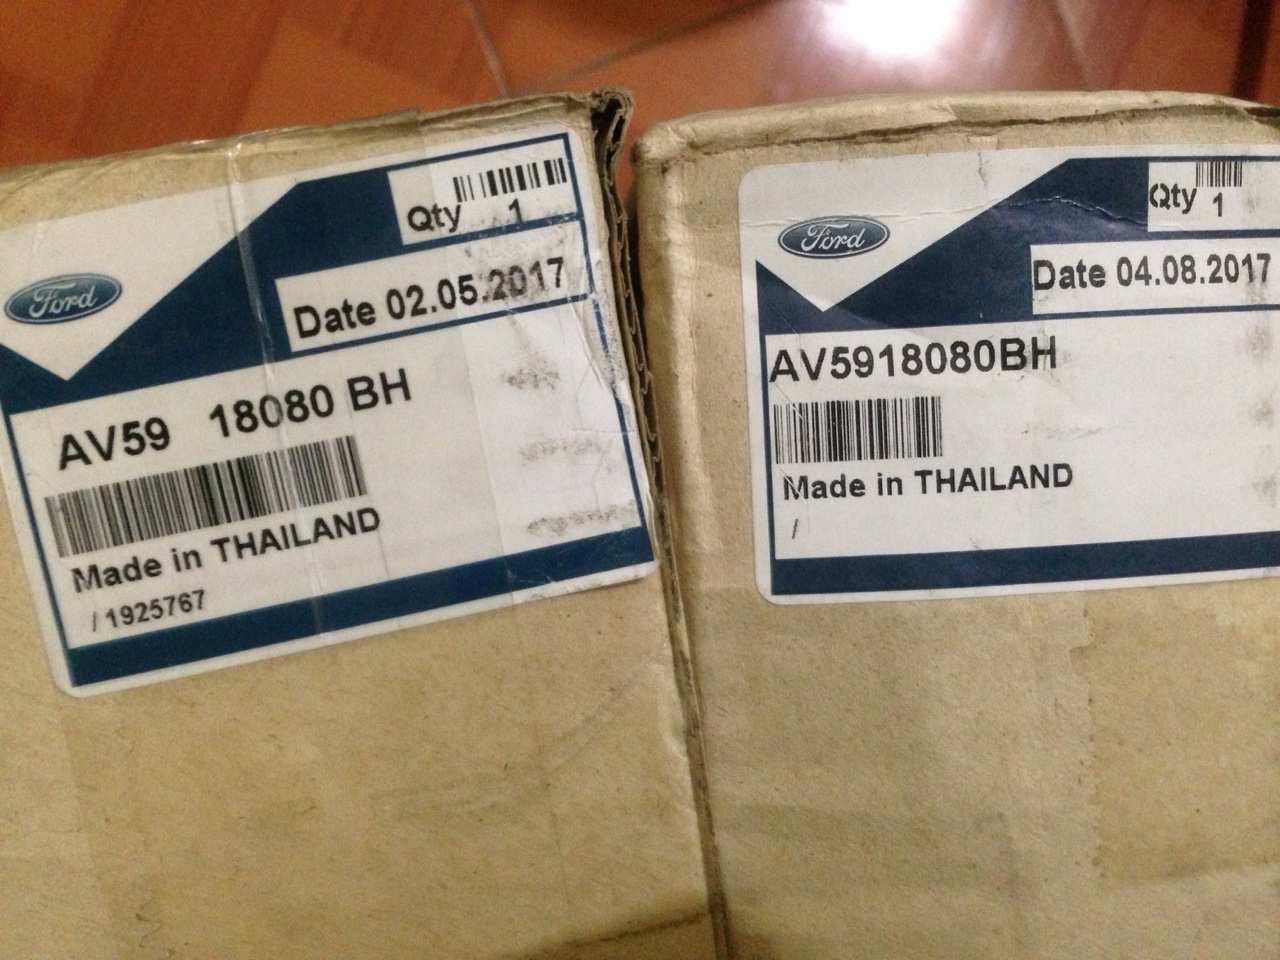 Ford
Qty 1
Date 02.05.2017
AV59 18080 BH
Made in THAILAND
/ 1925767
Ford
Qty 1
Date 04.08.2017
AV5918080BH
Made in THAILAND
/